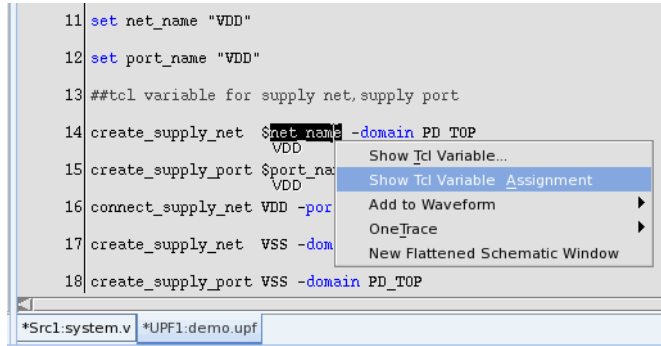 11 set net_name "VDD"
12 set port_name "VDD"
13 ##tcl variable for supply net, supply port
14 create_supply_net $net_name -domain PD_TOP
VDD
Show Tcl Variable...
15 create_supply_port $port_na
VDD
Show Tcl Variable Assignment
16 connect_supply_net VDD -por
Add to Waveform
OneTrace
17 create_supply_net VSS -dom
New Flattened Schematic Window
18 create_supply_port VSS -domain PD_TOP
*Src1:system.v *UPF1:demo.upf